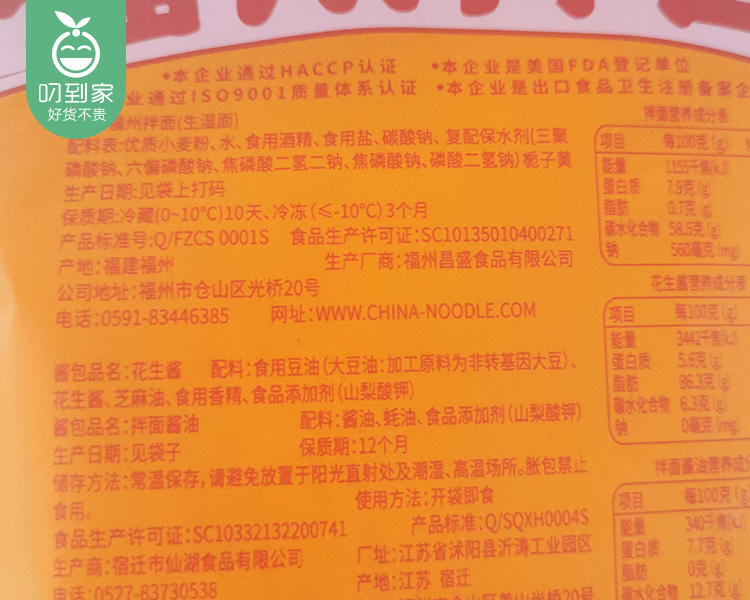 叨到家
好货不贵
•本企业通过HACCP认证 •本企业是美国FDA登记单位
业通过ISO9001质量体系认证 •本企业是出口食品卫生注册备案企
福州拌面(生湿面)
配料表:优质小麦粉、水、食用酒精、食用盐、碳酸钠、复配保水剂(三聚
磷酸钠、六偏磷酸钠、焦磷酸二氢二钠、焦磷酸钠、磷酸二氢钠)栀子黄
生产日期:见袋上打码
保质期:冷藏(0~10°C)10天、冷冻(≤-10°C)3个月
产品标准号:Q/FZCS 0001S 食品生产许可证:SC10135010400271
产地:福建福州 生产厂商:福州昌盛食品有限公司
公司地址:福州市仓山区光桥20号
电话:0591-83446385 网址:WWW.CHINA-NOODLE.COM
酱包品名:花生酱 配料:食用豆油(大豆油:加工原料为非转基因大豆)、
花生酱、芝麻油、食用香精、食品添加剂(山梨酸钾)
酱包品名:拌面酱油 配料:酱油、蚝油、食品添加剂(山梨酸钾)
生产日期:见袋子 保质期:12个月
储存方法:常温保存,请避免放置于阳光直射处及潮湿、高温场所。胀包禁止
食用。 使用方法:开袋即食
食品生产许可证:SC10332132200741 产品标准:Q/SQXH0004S
生产商:宿迁市仙湖食品有限公司 厂址:江苏省沭阳县沂涛工业园区
电话:0527-83730538 产地:江苏 宿迁
拌面营养成分表
项目 每100克(g)
能量 1155千焦(kJ)
蛋白质 7.9克(g)
脂肪 0.7克(g)
碳水化合物 58.5克(g)
钠 560毫克(mg)
花生酱营养成分表
项目 每100克(g)
能量 3442千焦(kJ)
蛋白质 5.6克(g)
脂肪 86.3克(g)
碳水化合物 6.3克(g)
钠 0毫克(mg)
拌面酱油营养成分
项目 每100克(g)
能量 340千焦(kJ)
蛋白质 7.7克(g)
脂肪 0克(g)
碳水化合物 12.7克(g)